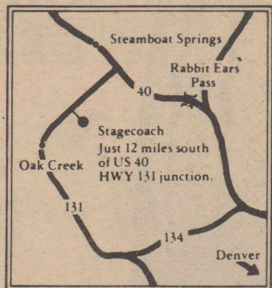 Steamboat Springs
Rabbit Ears
Pass
40
Stagecoach
Just 12 miles south
of US 40
HWY 131 junction.
Oak Creek
131
134
Denver